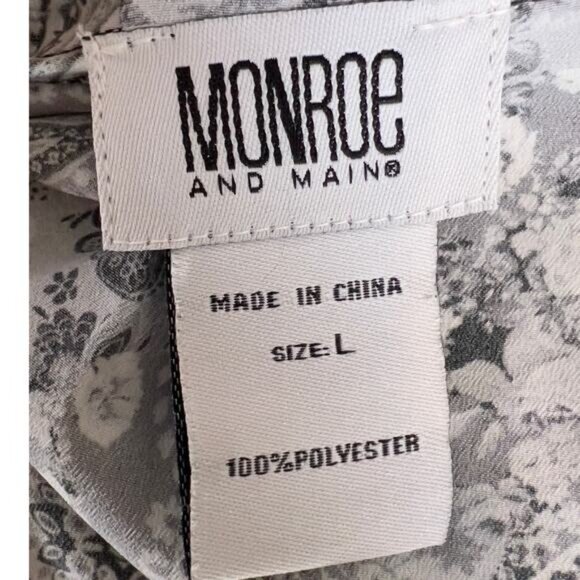 MONROe
AND MAIN®
MADE IN CHINA
SIZE: L
100%POLYESTER